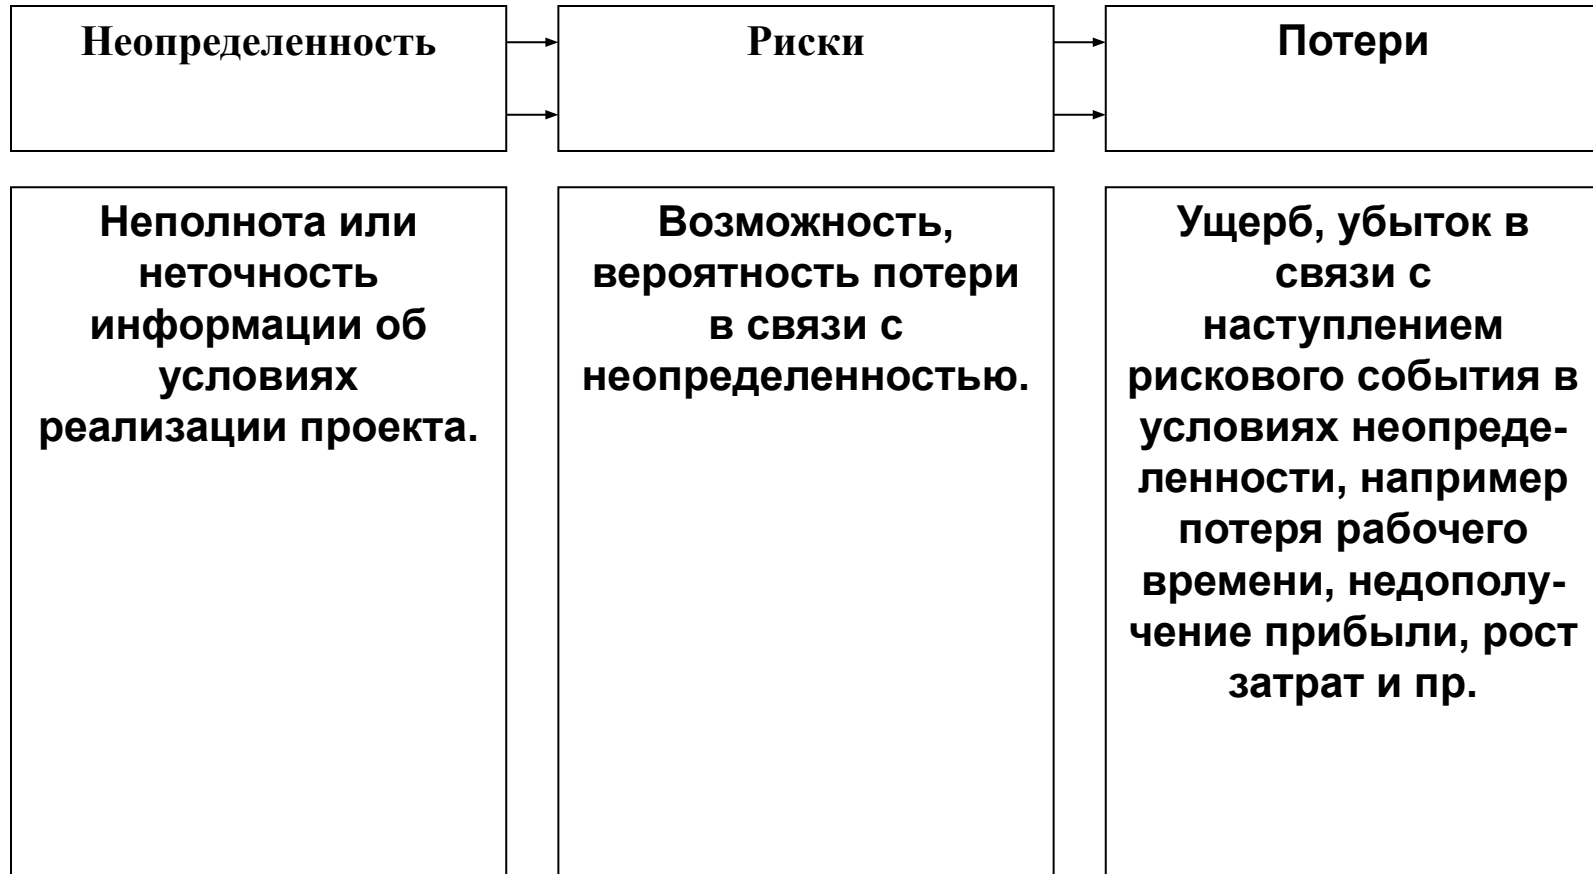 Неопределенность
Риски
Потери
Неполнота или
неточность
информации об
условиях
реализации проекта.
Возможность,
вероятность потери
в связи с
неопределенностью.
Ущерб, убыток в
связи с
наступлением
рискового события в
условиях неопреде-
ленности, например
потеря рабочего
времени, недополу-
чение прибыли, рост
затрат и пр.